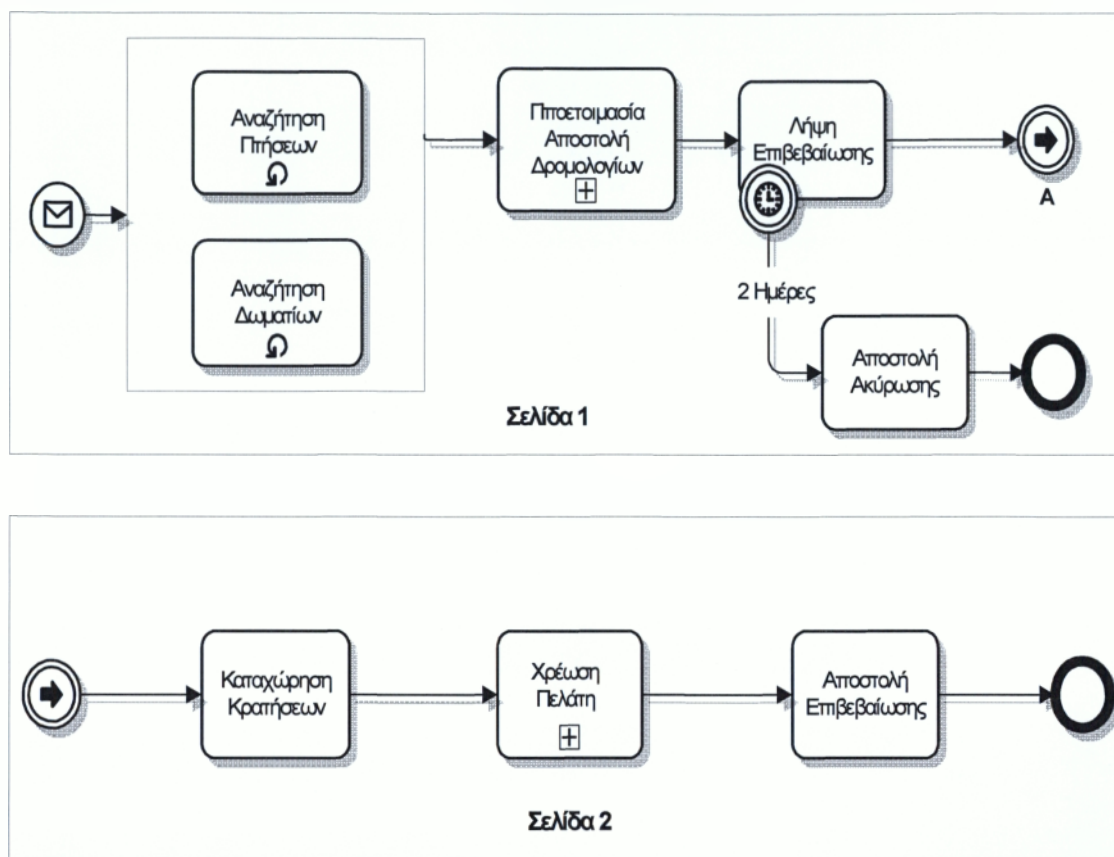 Αναζήτηση
Πτήσεων
Αναζήτηση
Δωματίων
Πποετοιμασία
Αποστολή
Δρομολογίων
Λήψη
Επιβεβαίωσης
A
2 Ημέρες
Αποστολή
Ακύρωσης
Σελίδα 1
Καταχώρηση
Κρατήσεων
Χρέωση
Πελάτη
Αποστολή
Επιβεβαίωσης
Σελίδα 2